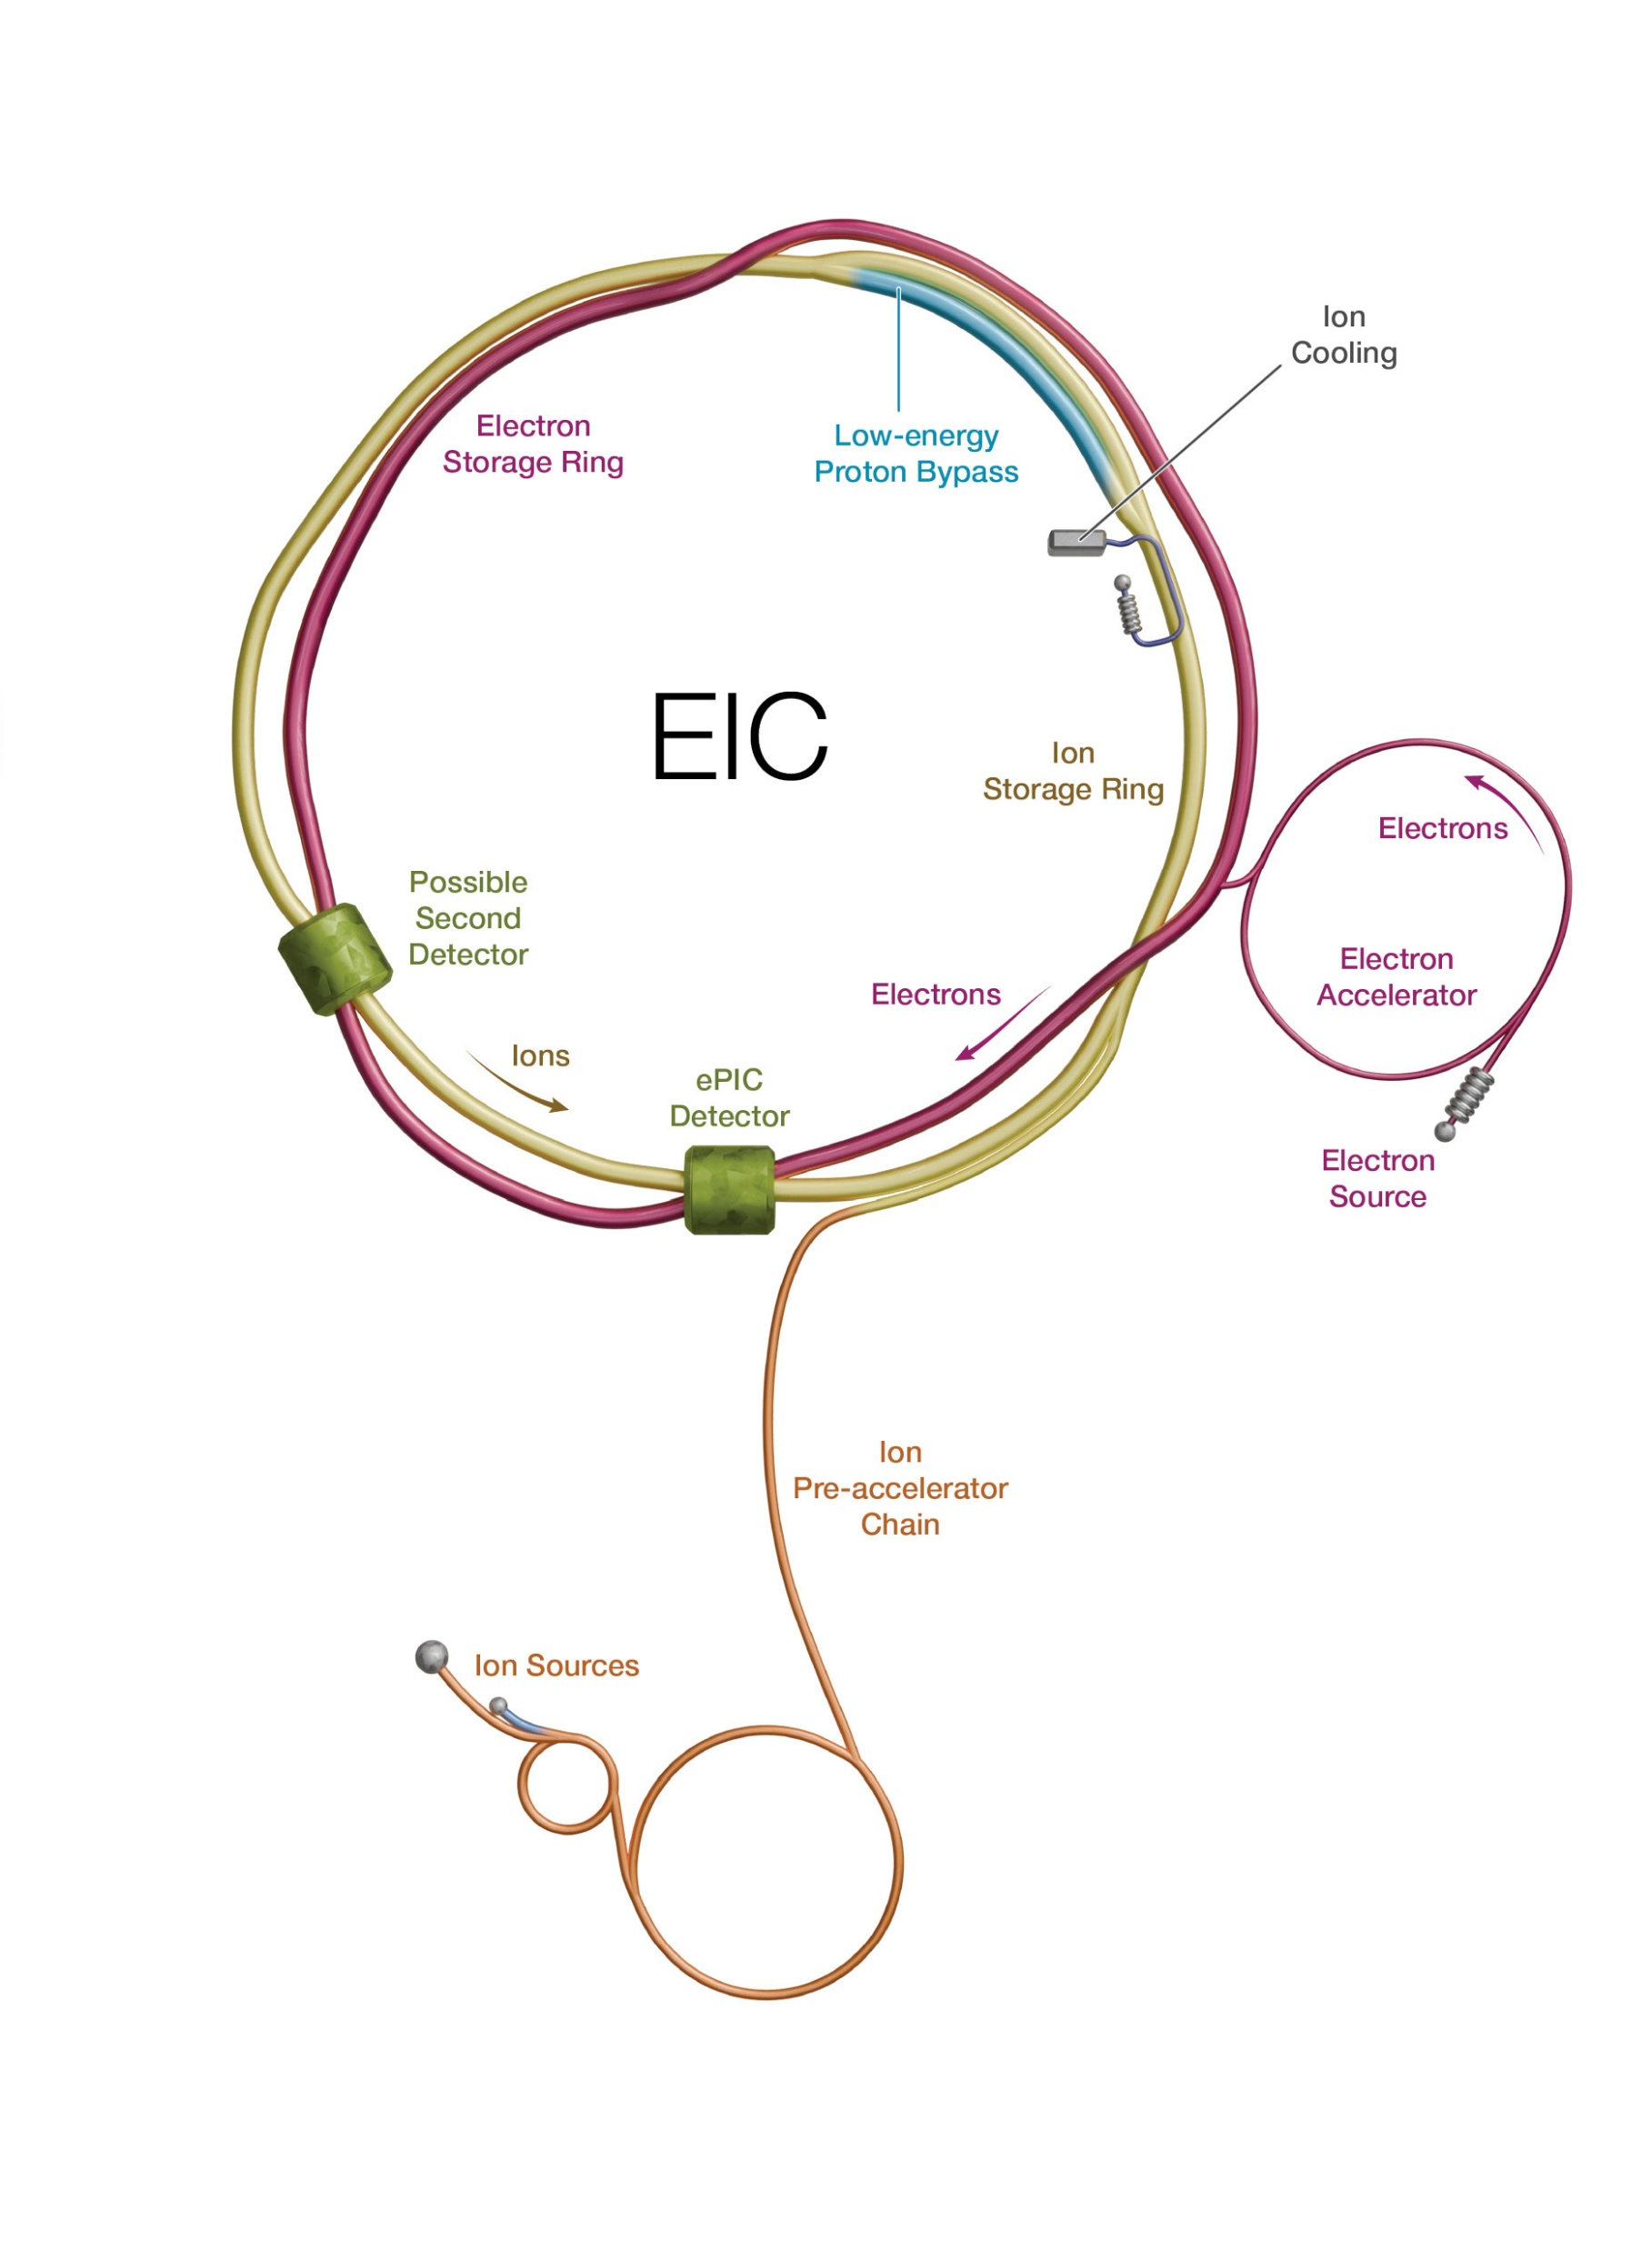 Ion
Cooling
Electron
Storage Ring
Low-energy
Proton Bypass
EIC
Ion
Storage Ring
Electrons
Possible
Second
Detector
Electron
Accelerator
Electrons
Ions
ePIC
Detector
Electron
Source
Ion
Pre-accelerator
Chain
Ion Sources